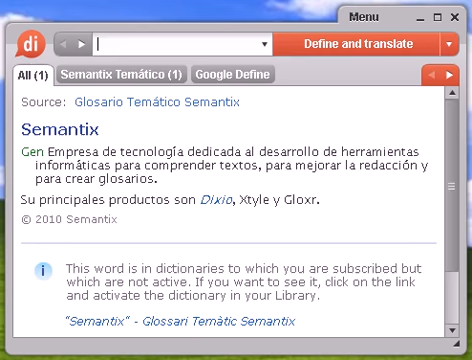 Menu
di
Define and translate
All (1)
Semantix Temático (1)
Google Define
Source: Glosario Temático Semantix
Semantix
Gen Empresa de tecnología dedicada al desarrollo de herramientas
informáticas para comprender textos, para mejorar la redacción y
para crear glosarios.
Su principales productos son Dixio, Xtyle y Gloxr.
© 2010 Semantix
i
This word is in dictionaries to which you are subscribed but
which are not active. If you want to see it, click on the link
and activate the dictionary in your Library.
"Semantix" - Glossari Temàtic Semantix